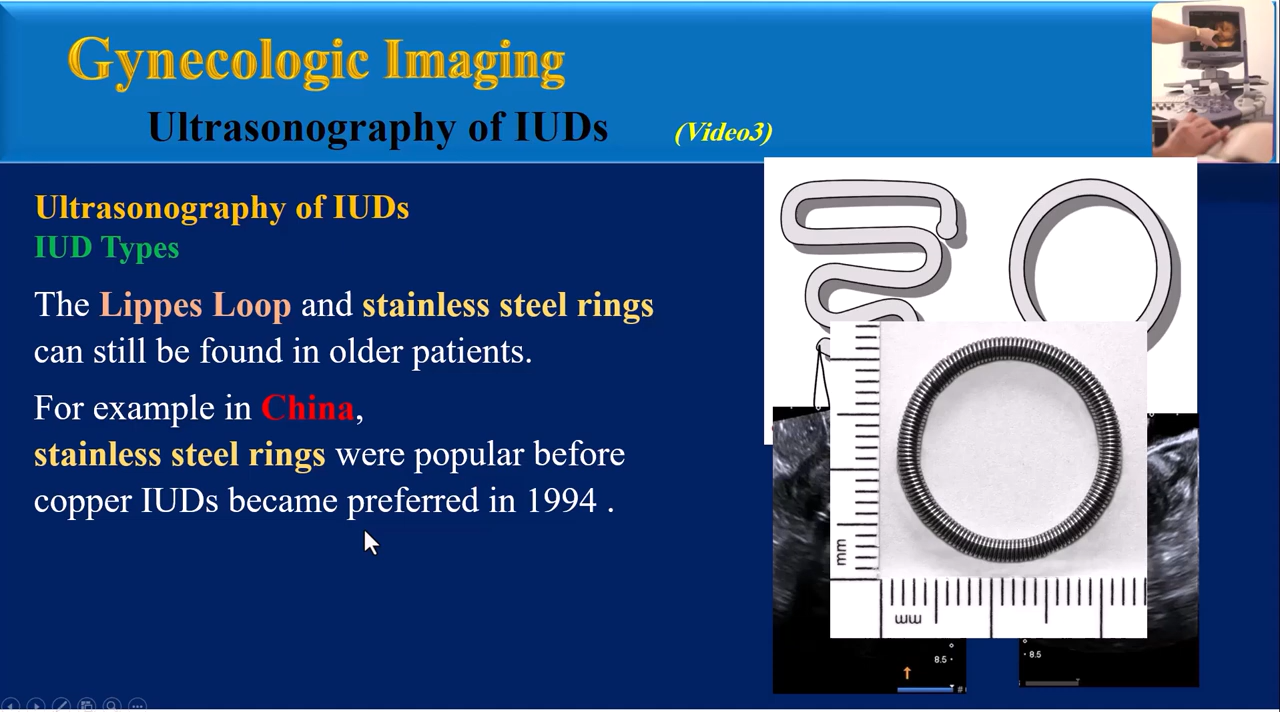 Gynecologic Imaging
Ultrasonography of IUDs (Video3)
Ultrasonography of IUDs
IUD Types
The Lippes Loop and stainless steel rings
can still be found in older patients.
For example in China,
stainless steel rings were popular before
copper IUDs became preferred in 1994 .
mm
mm
8.5
8.5